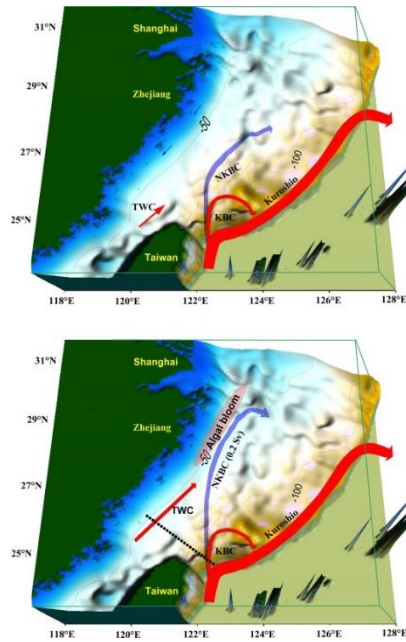 31°N
Shanghai
29°N
Zhejiang
-50
27°N
NKBC
-100
TWC
25°N
KBC
Kuroshio
Taiwan
118°E
120°E
122°E
124°E
126°E
128°E
31°N
Shanghai
29°N
Zhejiang
Algal bloom
-50
NKBC (0.2 Sv)
27°N
TWC
-100
25°N
KBC
Kuroshio
Taiwan
118°E
120°E
122°E
124°E
126°E
128°E